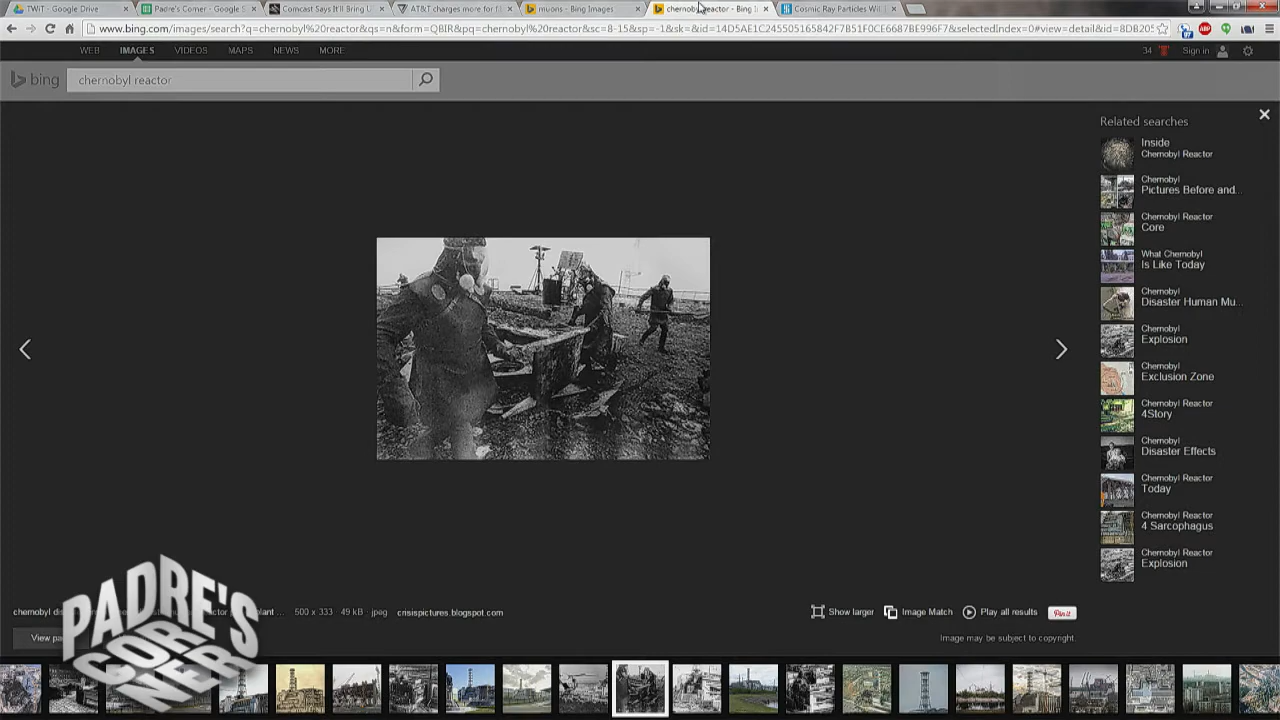 TWiT - Google Drive
Padre's Corner - Google S
Comcast Says It'll Bring U
AT&T charges more for f
muons - Bing Images
chernobyl reactor - Bing I
Cosmic Ray Particles Will
WEB IMAGES VIDEOS MAPS NEWS MORE
34 Sign in
bing chernobyl reactor
Related searches
Inside
Chernobyl Reactor
Chernobyl
Pictures Before and...
Chernobyl Reactor
Core
What Chernobyl
Is Like Today
Chernobyl
Disaster Human Mu...
Chernobyl
Explosion
Chernobyl
Exclusion Zone
Chernobyl Reactor
4Story
Chernobyl
Disaster Effects
Chernobyl Reactor
Today
Chernobyl Reactor
4 Sarcophagus
Chernobyl Reactor
Explosion
500 x 333 49 kB jpeg crisispictures.blogspot.com
Show larger Image Match Play all results Pin it
View pa
Image may be subject to copyright.
PADRE'S
CORNER